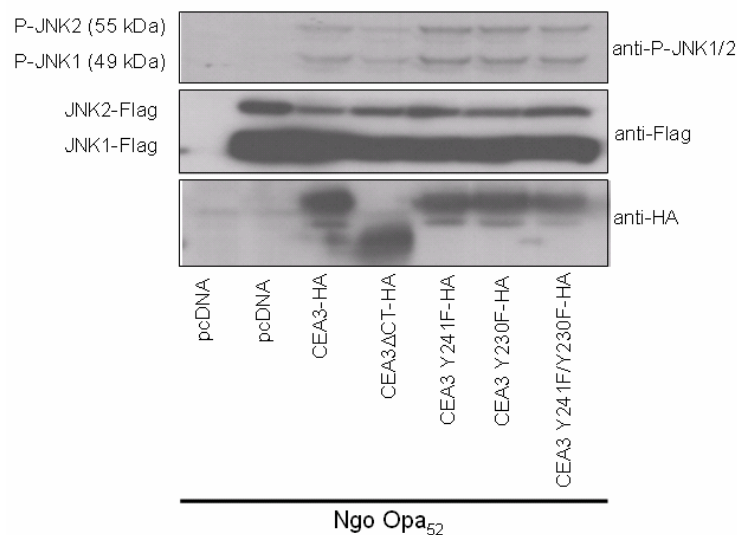 P-JNK2 (55 kDa)
P-JNK1 (49 kDa)
anti-P-JNK1/2
JNK2-Flag
JNK1-Flag
anti-Flag
anti-HA
pcDNA
pcDNA
CEA3-HA
CEA3ΔCT-HA
CEA3 Y241F-HA
CEA3 Y230F-HA
CEA3 Y241F/Y230F-HA
Ngo Opa52